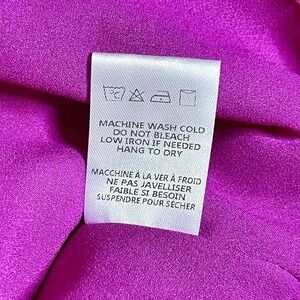 MACHINE WASH COLD
DO NOT BLEACH
LOW IRON IF NEEDED
HANG TO DRY
MACCHINE À LA VER À FROID
NE PAS JAVELLISER
FAIBLE SI BESOIN
SUSPENDRE POUR SÉCHER